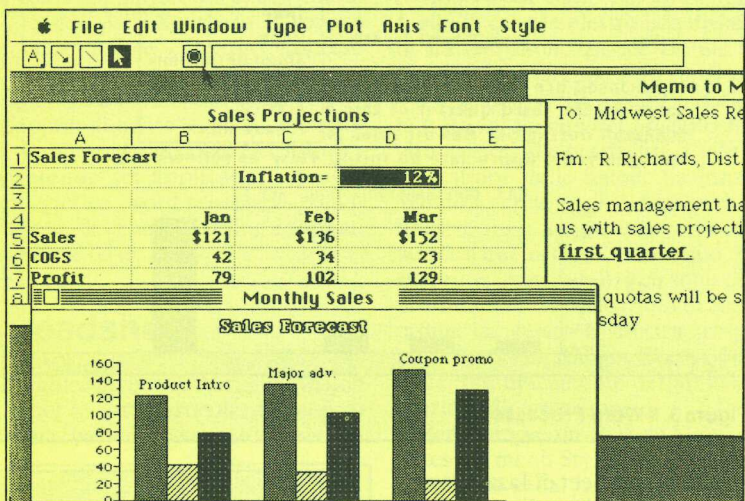 File Edit Window Type Plot Axis Font Style
A
Memo to M
Sales Projections
A B C D E
1 Sales Forecast
2 Inflation= 12%
3
4 Jan Feb Mar
5 Sales $121 $136 $152
6 COGS 42 34 23
7 Profit 79 102 129
8
To: Midwest Sales Re
Fm: R. Richards, Dist.
Sales management ha
us with sales projecti
first quarter.
quotas will be s
sday
Monthly Sales
Sales Forecast
160
140
120
100
80
60
40
20
0
Product Intro
Major adv.
Coupon promo